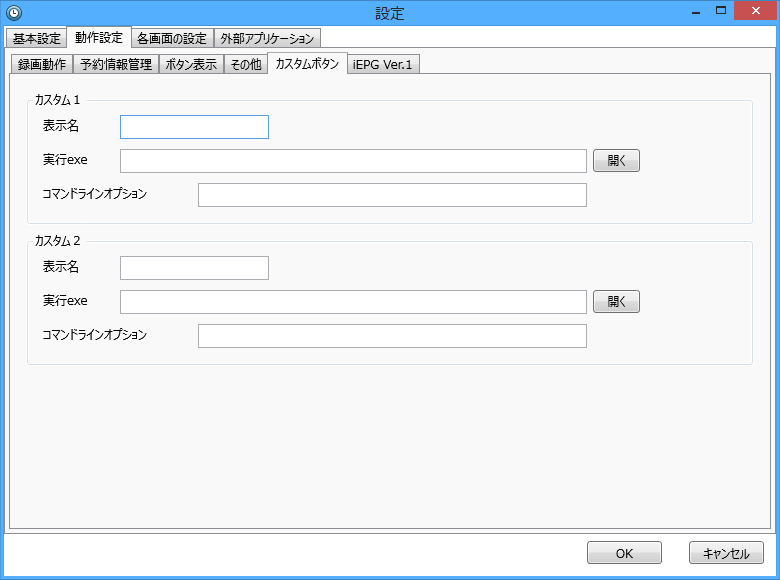 設定
基本設定 動作設定 各画面の設定 外部アプリケーション
録画動作 予約情報管理 ボタン表示 その他 カスタムボタン iEPG Ver.1
カスタム 1
表示名
実行exe 開く
コマンドラインオプション
カスタム 2
表示名
実行exe 開く
コマンドラインオプション
OK キャンセル